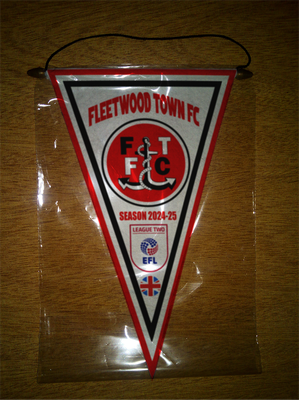 FLEETWOOD TOWN FC
F T
F C
SEASON 2024-25
LEAGUE TWO
EFL